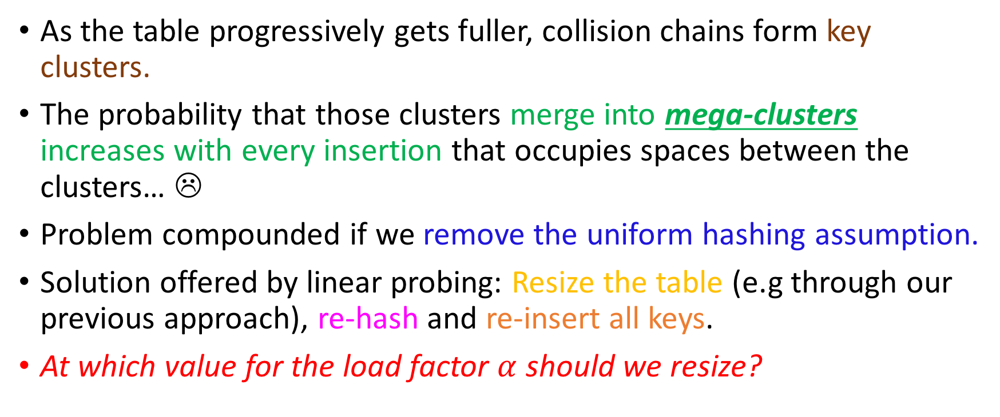 • As the table progressively gets fuller, collision chains form key
clusters.
• The probability that those clusters merge into mega-clusters
increases with every insertion that occupies spaces between the
clusters… ☹
• Problem compounded if we remove the uniform hashing assumption.
• Solution offered by linear probing: Resize the table (e.g through our
previous approach), re-hash and re-insert all keys.
• At which value for the load factor 𝛼 should we resize?